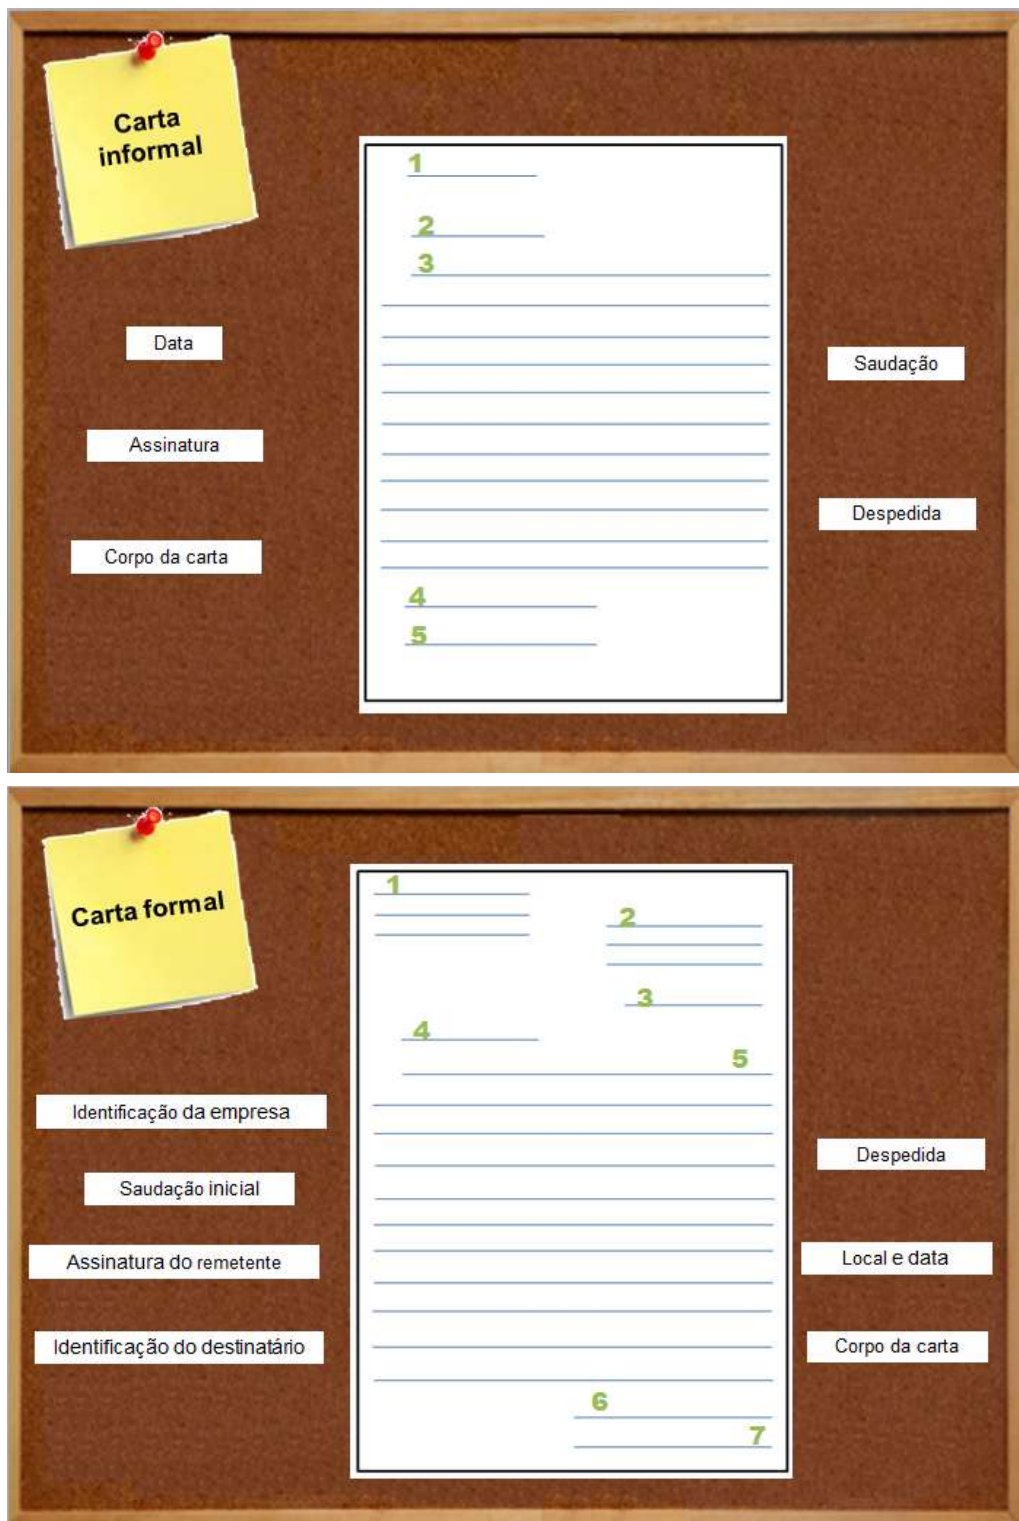 Carta
informal
1
2
3
Data
Saudação
Assinatura
Despedida
Corpo da carta
4
5
Carta formal
1
2
3
4
5
Identificação da empresa
Despedida
Saudação inicial
Assinatura do remetente
Local e data
Identificação do destinatário
Corpo da carta
6
7